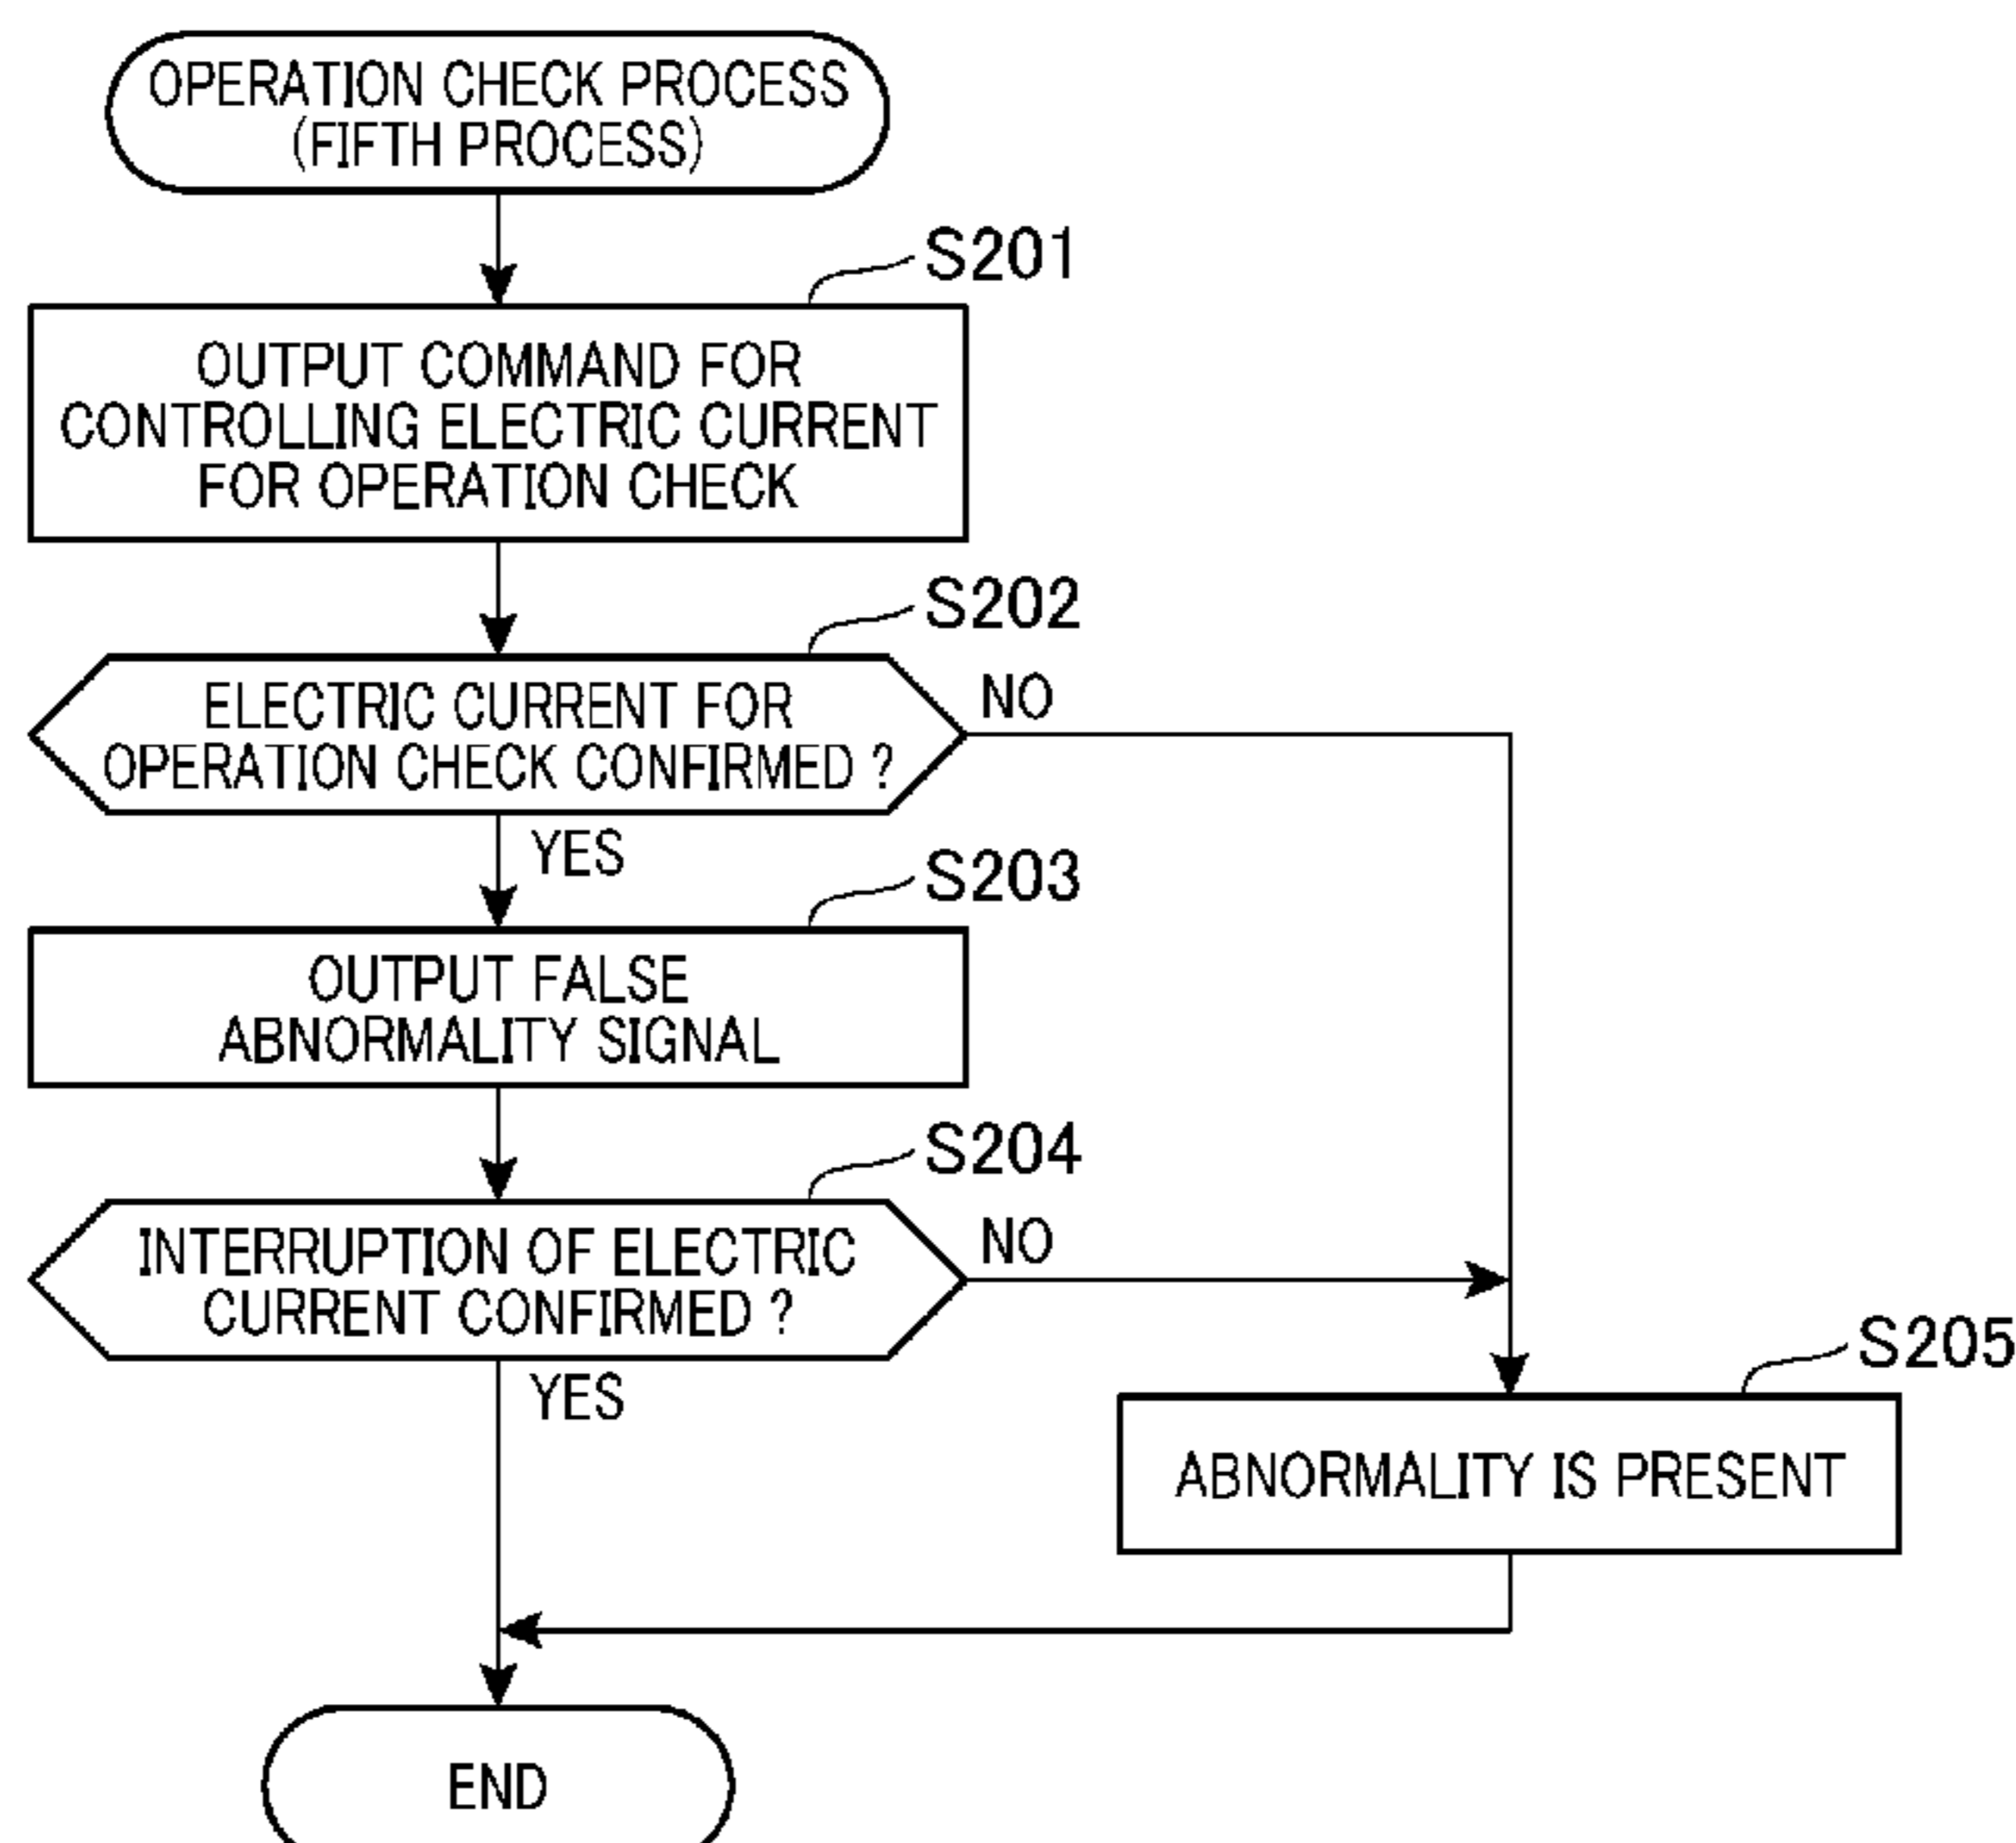 OPERATION CHECK PROCESS
(FIFTH PROCESS)
S201
OUTPUT COMMAND FOR
CONTROLLING ELECTRIC CURRENT
FOR OPERATION CHECK
S202
ELECTRIC CURRENT FOR
OPERATION CHECK CONFIRMED ?
NO
YES
S203
OUTPUT FALSE
ABNORMALITY SIGNAL
S204
INTERRUPTION OF ELECTRIC
CURRENT CONFIRMED ?
NO
YES
S205
ABNORMALITY IS PRESENT
END